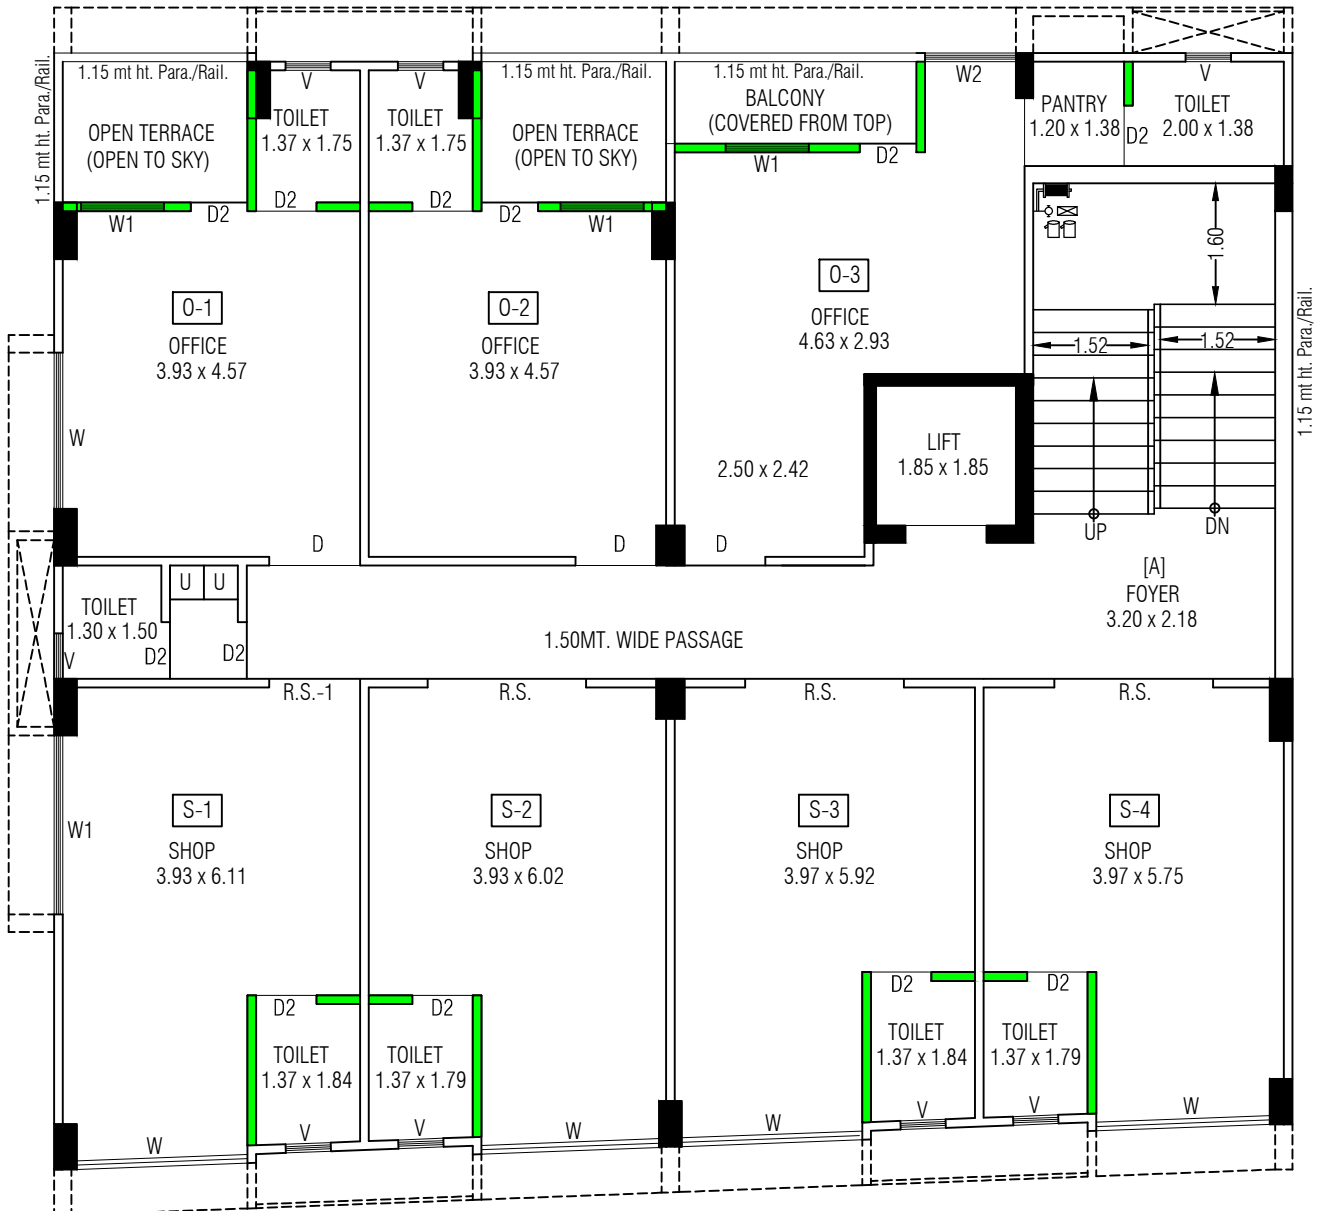 1.15 mt ht. Para./Rail.
1.15 mt ht. Para./Rail.
V
V
1.15 mt ht. Para./Rail.
1.15 mt ht. Para./Rail.
W2
V
OPEN TERRACE
(OPEN TO SKY)
TOILET
1.37 x 1.75
TOILET
1.37 x 1.75
OPEN TERRACE
(OPEN TO SKY)
BALCONY
(COVERED FROM TOP)
PANTRY
1.20 x 1.38
D2
TOILET
2.00 x 1.38
W1
D2
D2
D2
D2
W1
W1
D2
1.60
O-1
OFFICE
3.93 x 4.57
O-2
OFFICE
3.93 x 4.57
O-3
OFFICE
4.63 x 2.93
1.52
1.52
1.15 mt ht. Para./Rail.
W
2.50 x 2.42
LIFT
1.85 x 1.85
UP
DN
D
D
D
TOILET
1.30 x 1.50
U
U
V
D2
D2
1.50MT. WIDE PASSAGE
[A]
FOYER
3.20 x 2.18
R.S.-1
R.S.
R.S.
R.S.
W1
S-1
SHOP
3.93 x 6.11
S-2
SHOP
3.93 x 6.02
S-3
SHOP
3.97 x 5.92
S-4
SHOP
3.97 x 5.75
D2
D2
D2
D2
TOILET
1.37 x 1.84
TOILET
1.37 x 1.79
TOILET
1.37 x 1.84
TOILET
1.37 x 1.79
W
V
V
W
W
V
V
W